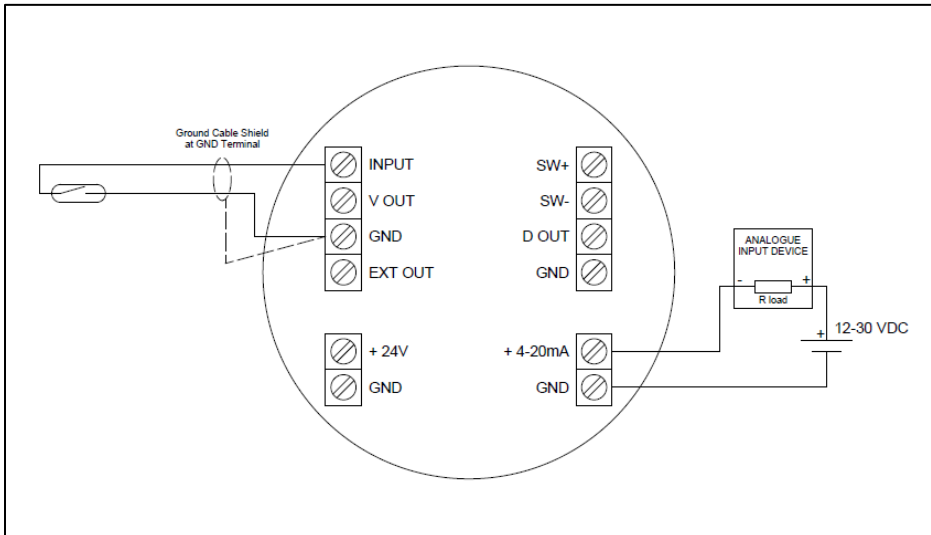 Ground Cable Shield
at GND Terminal
INPUT
V OUT
GND
EXT OUT
+ 24V
GND
SW+
SW-
D OUT
GND
+ 4-20mA
GND
ANALOGUE
INPUT DEVICE
- +
R load
+
12-30 VDC